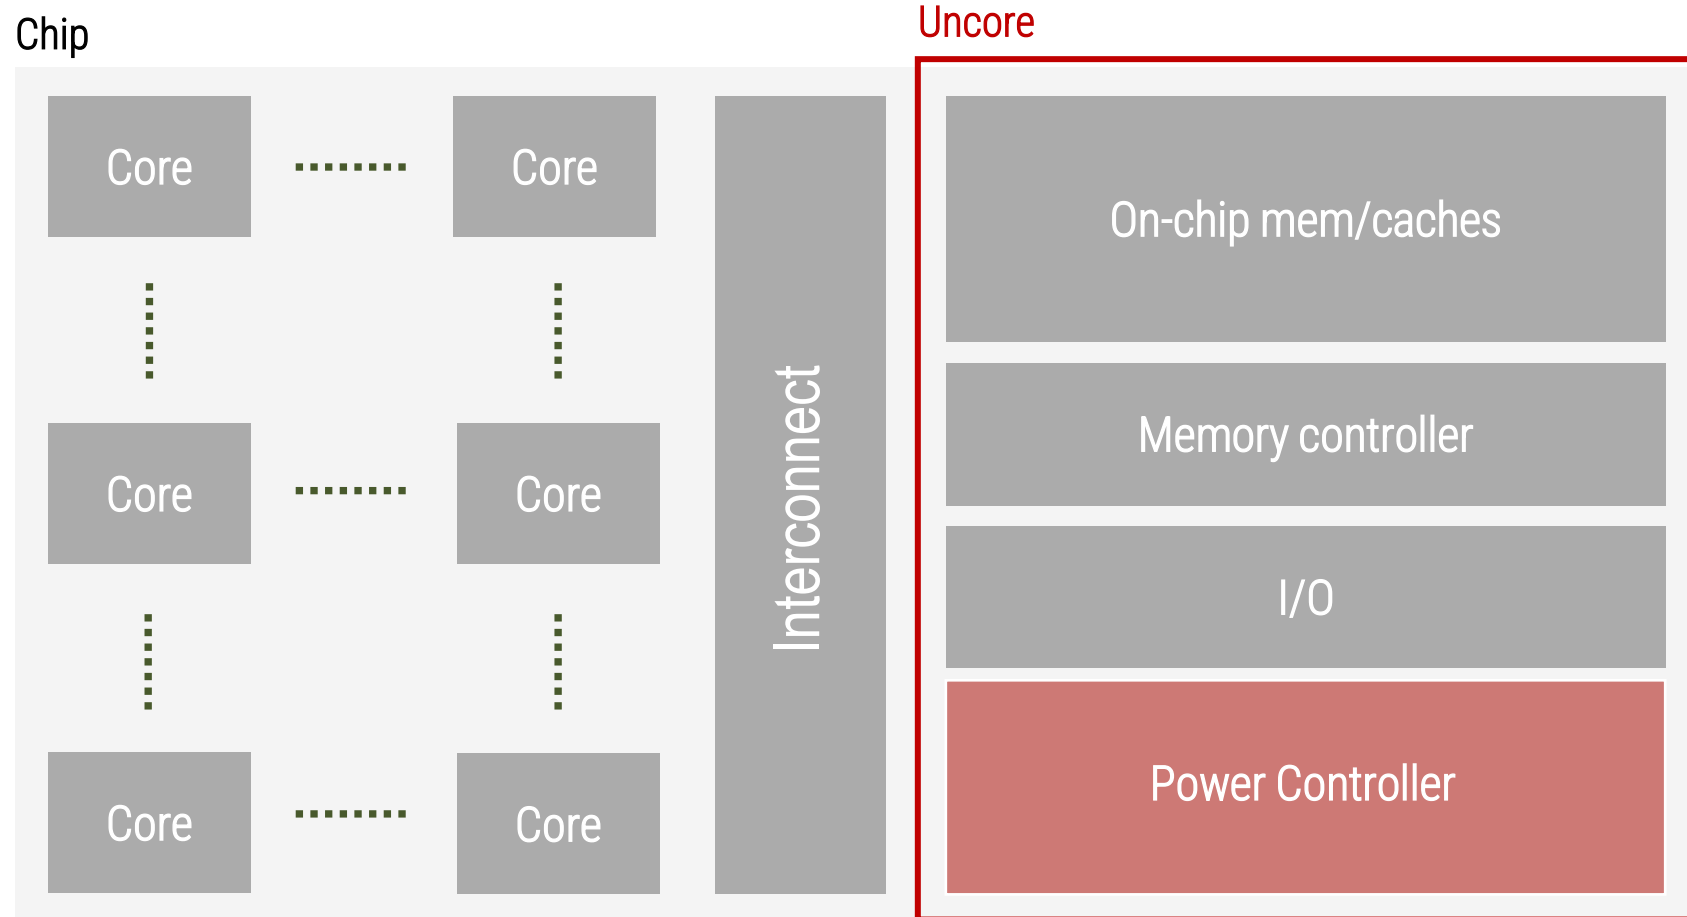 Chip
Uncore
Core
Core
Core
Core
Core
Core
Interconnect
On-chip mem/caches
Memory controller
I/O
Power Controller